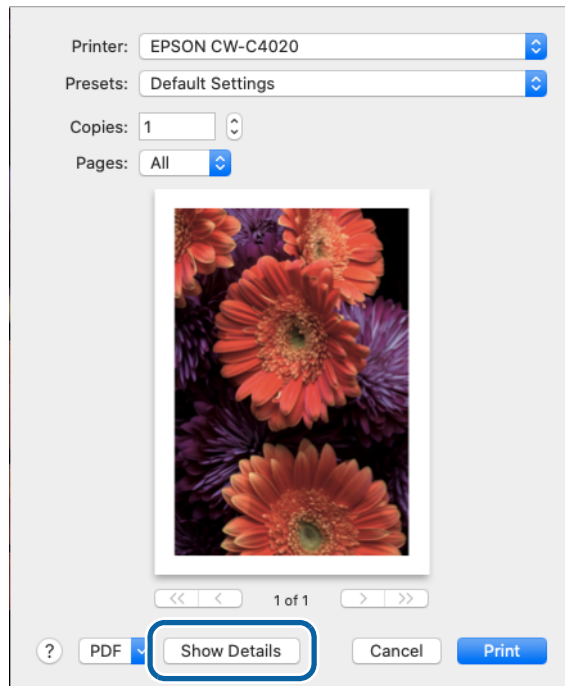 Printer: EPSON CW-C4020
Presets: Default Settings
Copies: 1
Pages: All
<< < 1 of 1 > >>
? PDF Show Details Cancel Print